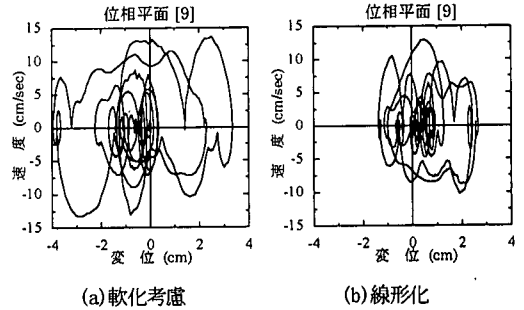 位相平面 [9]
15
10
5
0
-5
-10
-15
速 度 (cm/sec)
-4 -2 0 2 4
変 位 (cm)
(a)軟化考慮
位相平面 [9]
15
10
5
0
-5
-10
-15
速 度 (cm/sec)
-4 -2 0 2 4
変 位 (cm)
(b)線形化